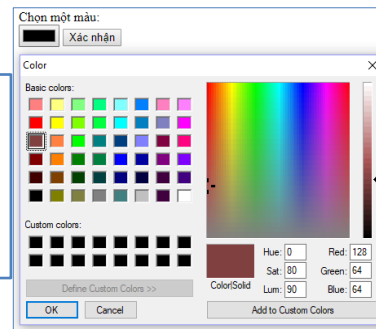 Chọn một màu:
Xác nhận
Color
Basic colors:
Custom colors:
Define Custom Colors >>
OK Cancel
Color|Solid
Hue: 0 Red: 128
Sat: 80 Green: 64
Lum: 90 Blue: 64
Add to Custom Colors